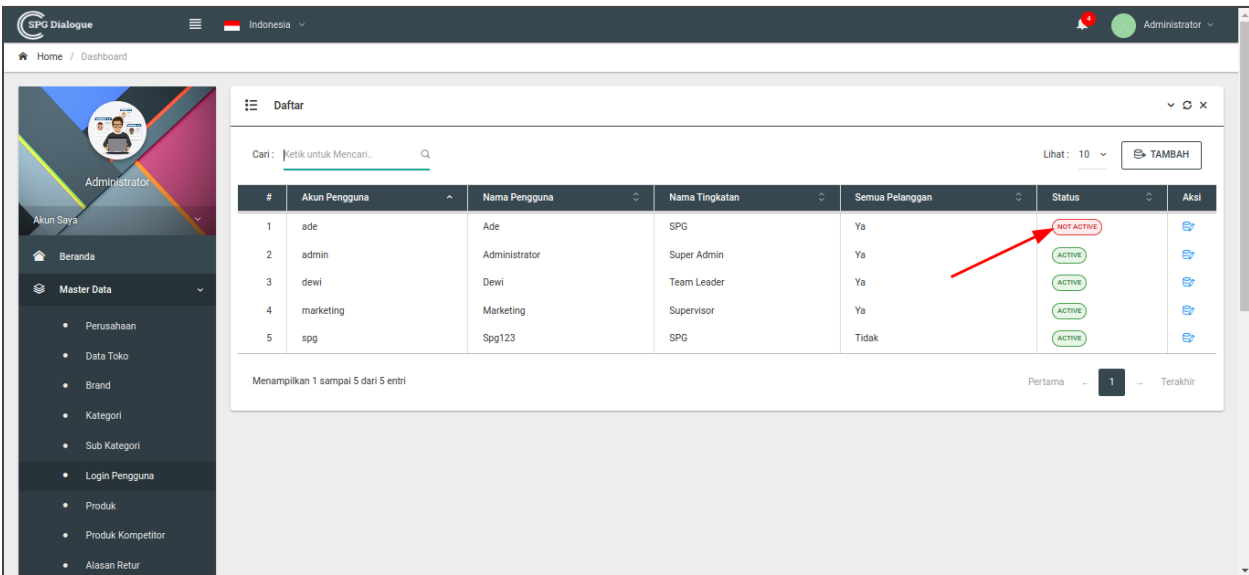 SPG Dialogue
Indonesia
4
Administrator
Home / Dashboard
Administrator
Akun Saya
Beranda
Master Data
Perusahaan
Data Toko
Brand
Kategori
Sub Kategori
Login Pengguna
Produk
Produk Kompetitor
Alasan Retur
Daftar
Cari : Ketik untuk Mencari..
Lihat : 10 TAMBAH
# Akun Pengguna Nama Pengguna Nama Tingkatan Semua Pelanggan Status Aksi
1 ade Ade SPG Ya NOT ACTIVE
2 admin Administrator Super Admin Ya ACTIVE
3 dewi Dewi Team Leader Ya ACTIVE
4 marketing Marketing Supervisor Ya ACTIVE
5 spg Spg123 SPG Tidak ACTIVE
Menampilkan 1 sampai 5 dari 5 entri
Pertama ← 1 → Terakhir